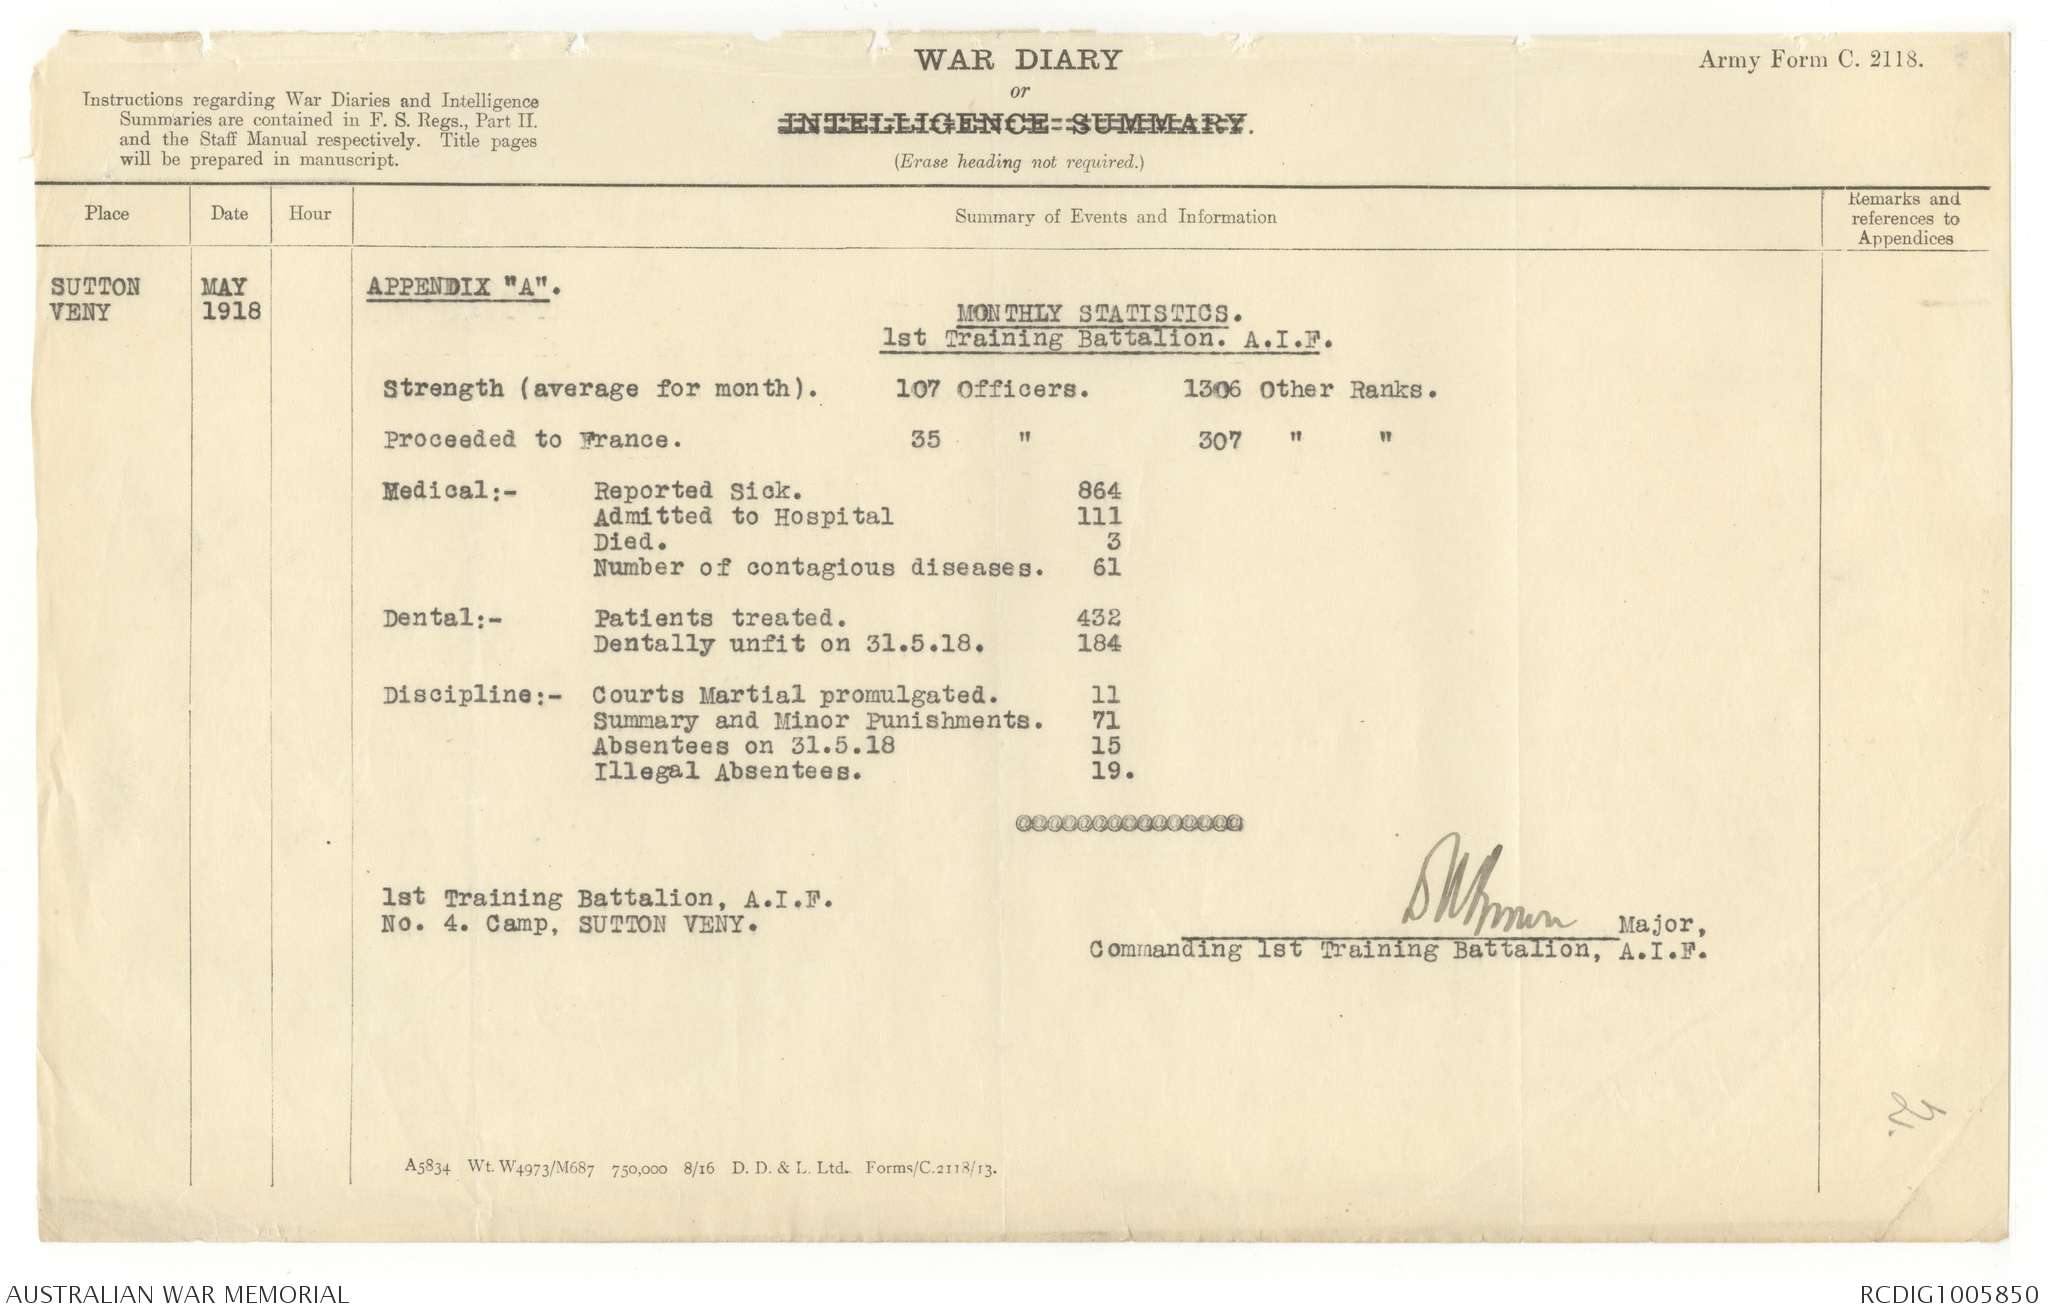 WAR DIARY
or
INTELLIGENCE SUMMARY.
(Erase heading not required.)
Army Form C. 2118.
Instructions regarding War Diaries and Intelligence
Summaries are contained in F. S. Regs., Part II.
and the Staff Manual respectively. Title pages
will be prepared in manuscript.
Place Date Hour Summary of Events and Information Remarks and references to Appendices
SUTTON VENY
MAY 1918
APPENDIX "A".
MONTHLY STATISTICS.
1st Training Battalion. A.I.F.
Strength (average for month). 107 Officers. 1306 Other Ranks.
Proceeded to France. 35 " 307 " "
Medical:- Reported Sick. 864
Admitted to Hospital 111
Died. 3
Number of contagious diseases. 61
Dental:- Patients treated. 432
Dentally unfit on 31.5.18. 184
Discipline:- Courts Martial promulgated. 11
Summary and Minor Punishments. 71
Absentees on 31.5.18 15
Illegal Absentees. 19.
1st Training Battalion, A.I.F.
No. 4. Camp, SUTTON VENY.
Major,
Commanding 1st Training Battalion, A.I.F.
A5834 Wt. W4973/M687 750,000 8/16 D. D. & L. Ltd. Forms/C.2118/13.
AUSTRALIAN WAR MEMORIAL
RCDIG1005850